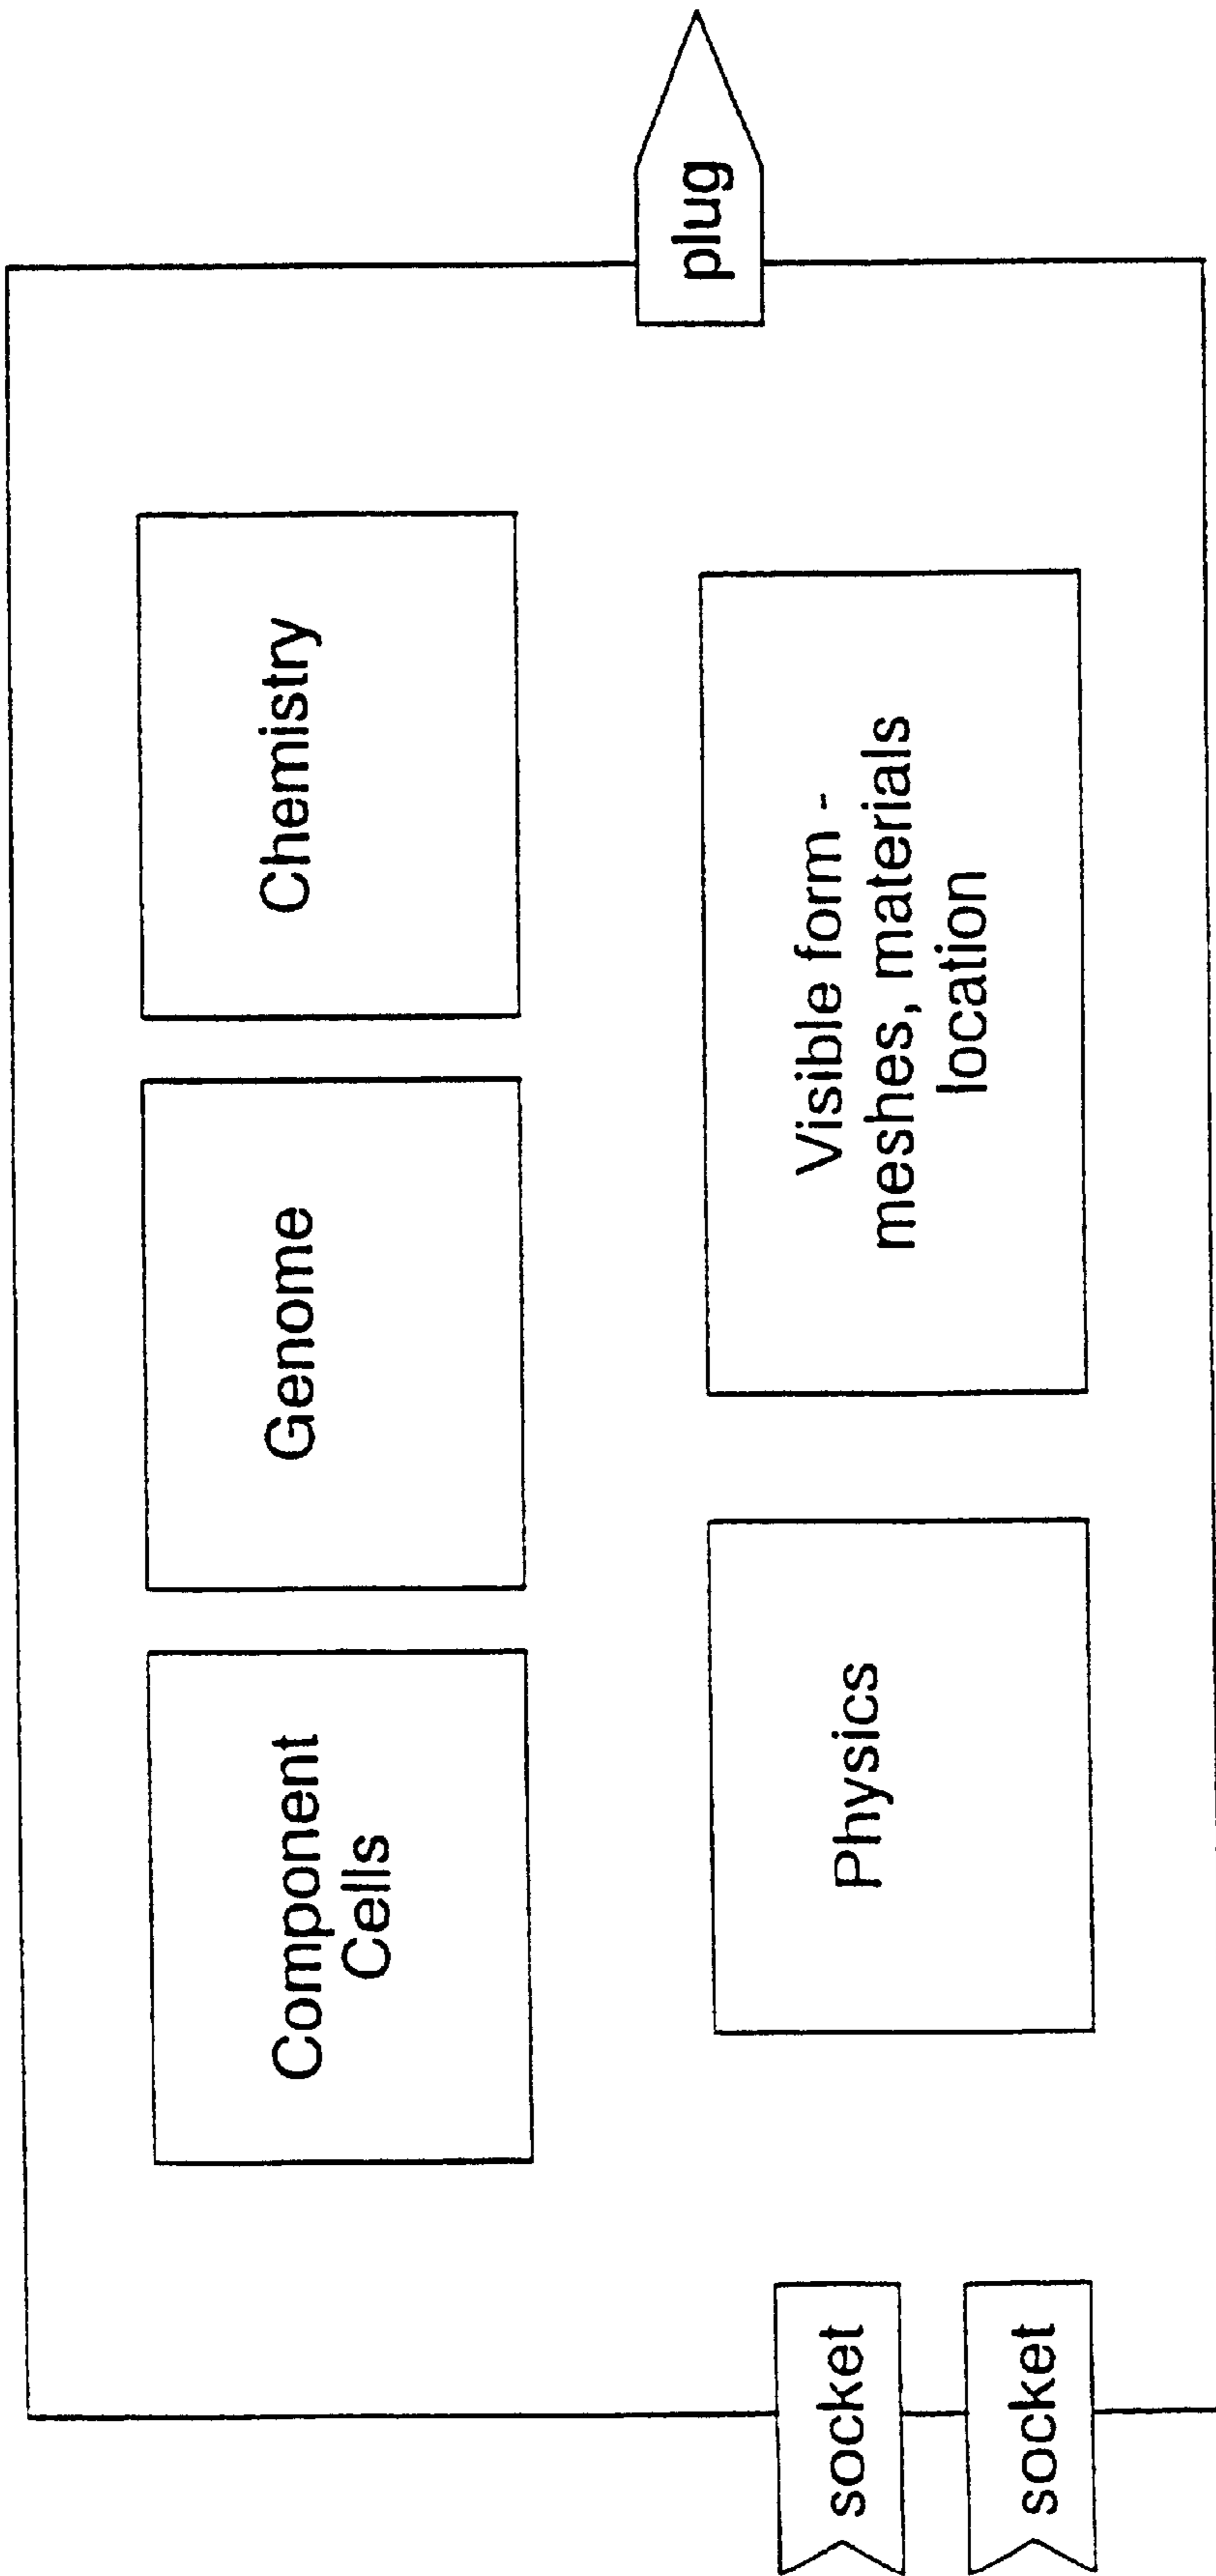 Component
Cells
Genome
Chemistry
Physics
Visible form -
meshes, materials
location
socket
socket
plug